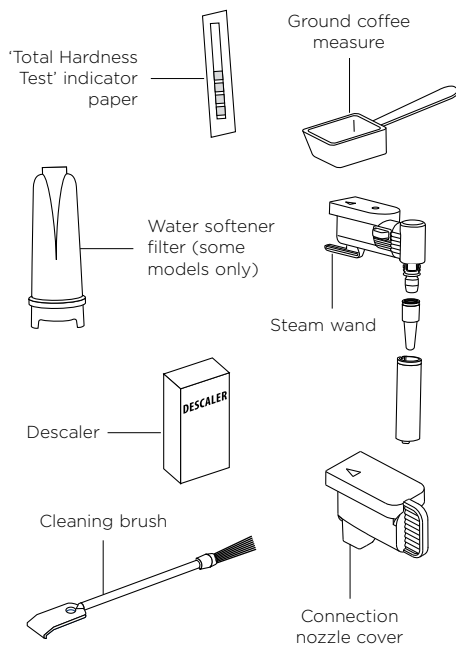 ‘Total Hardness
Test’ indicator
paper
Ground coffee
measure
Water softener
filter (some
models only)
Steam wand
DESCALER
Descaler
Cleaning brush
Connection
nozzle cover